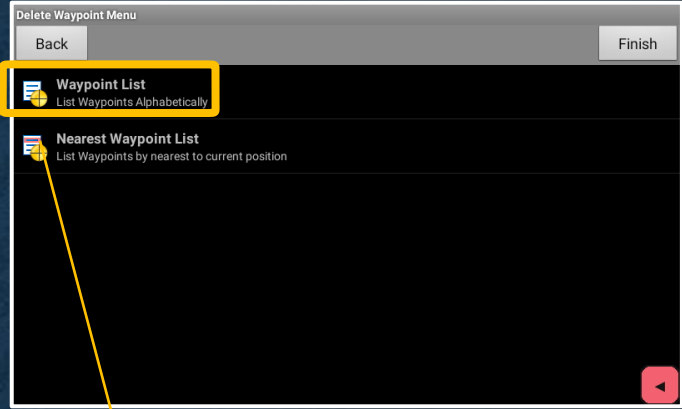 Delete Waypoint Menu
Back
Finish
Waypoint List
List Waypoints Alphabetically
Nearest Waypoint List
List Waypoints by nearest to current position